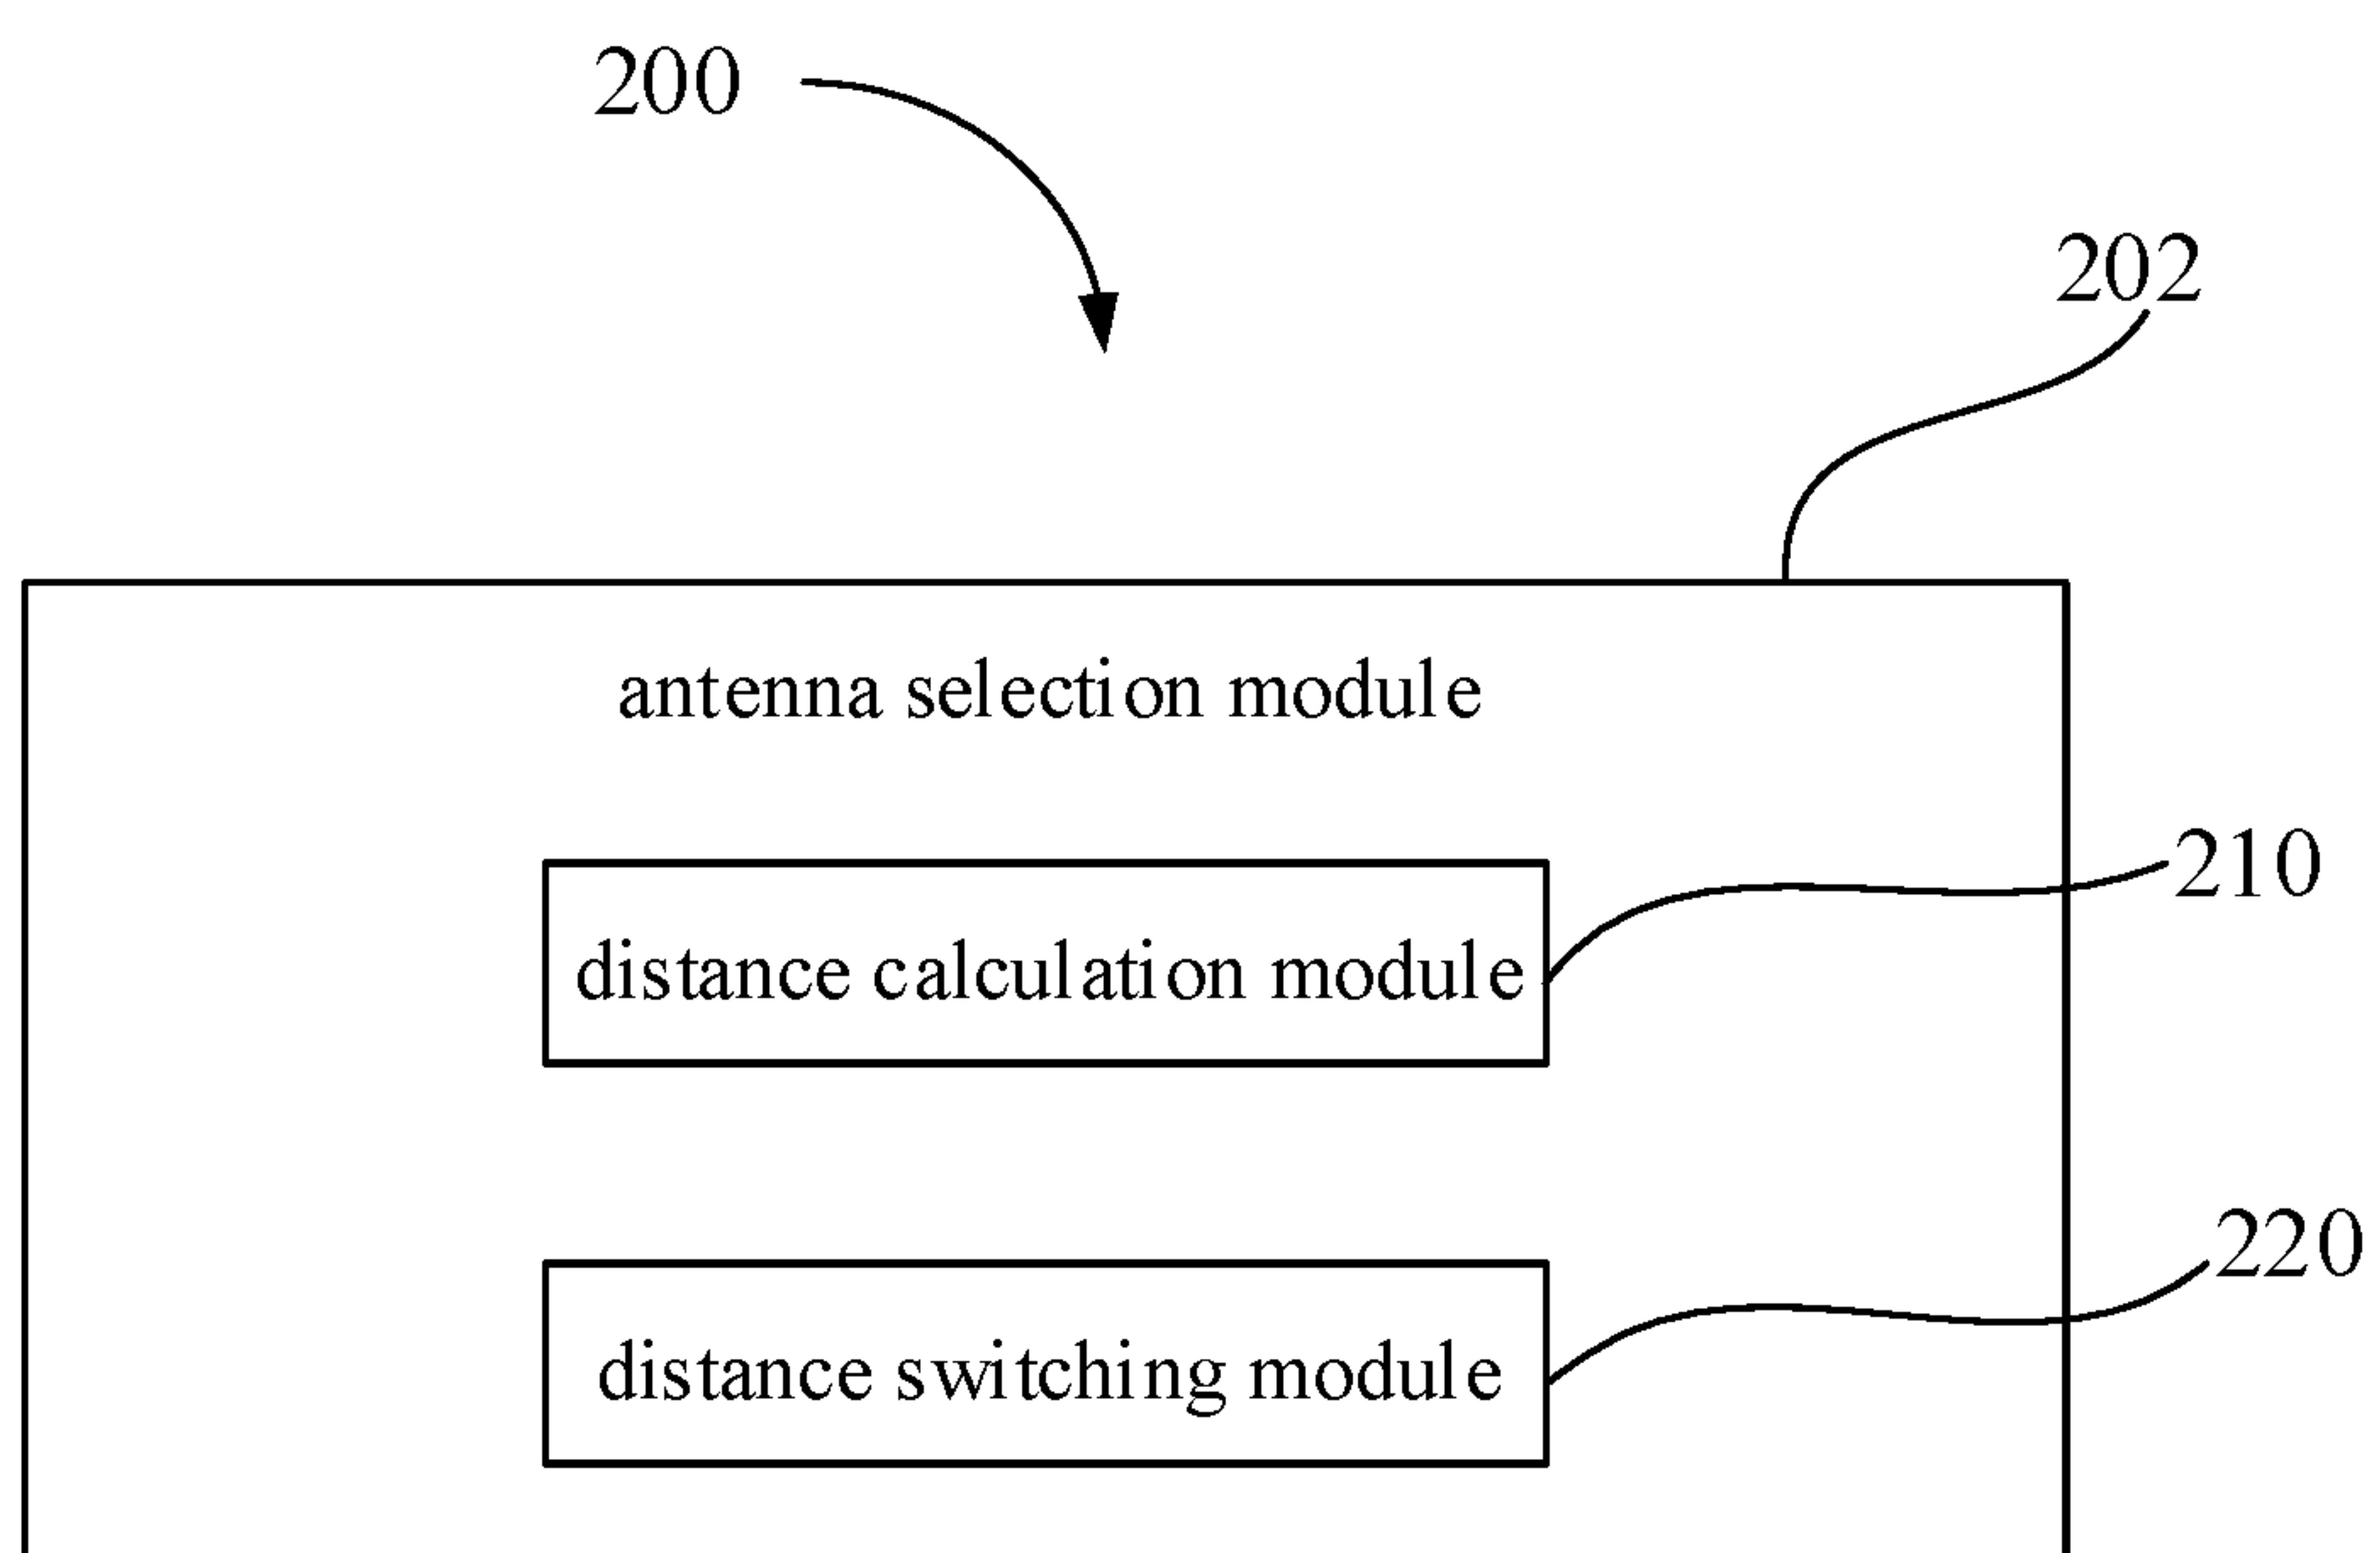 200
202
antenna selection module
210
distance calculation module
220
distance switching module